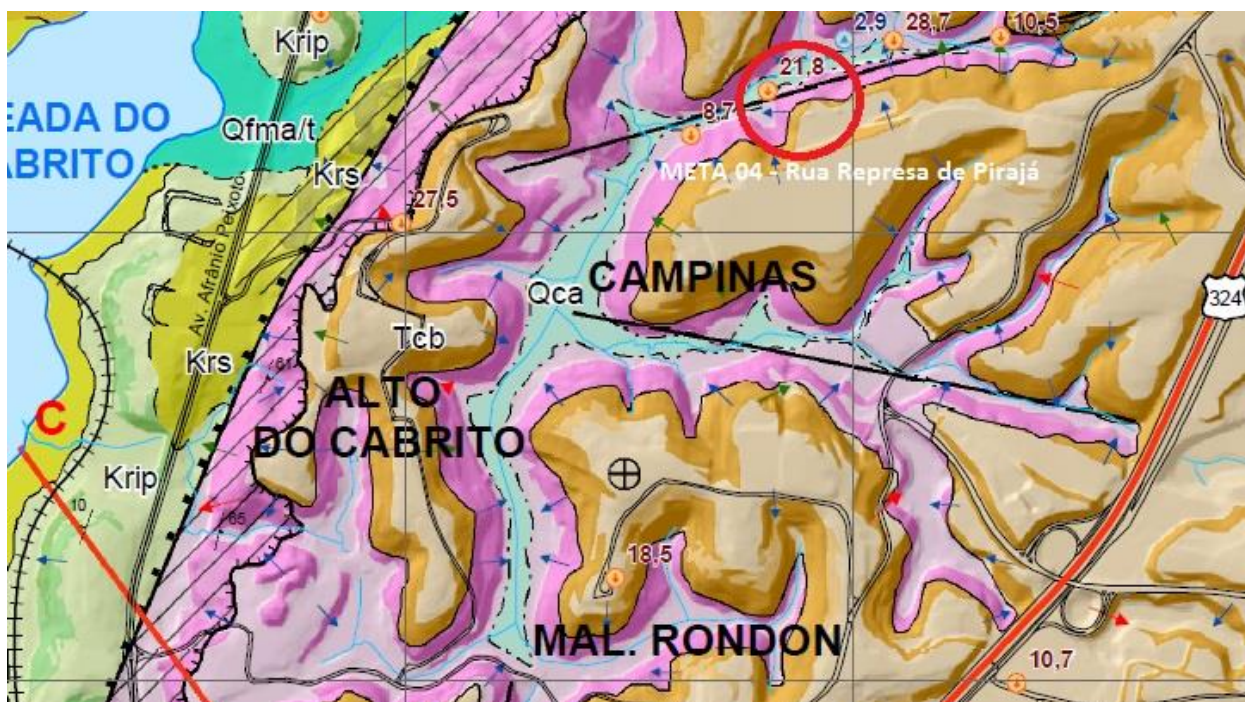 2,9
28,7
10,5
Krip
21,8
EADA DO
ABRITO
Qfma/t
8,7
Krs
META 04 - Rua Represa de Pirajá
27,5
Av. Afrânio Peixoto
CAMPINAS
Qca
324
Tcb
Krs
61
ALTO
DO CABRITO
C
Krip
10
65
18,5
MAL. RONDON
10,7